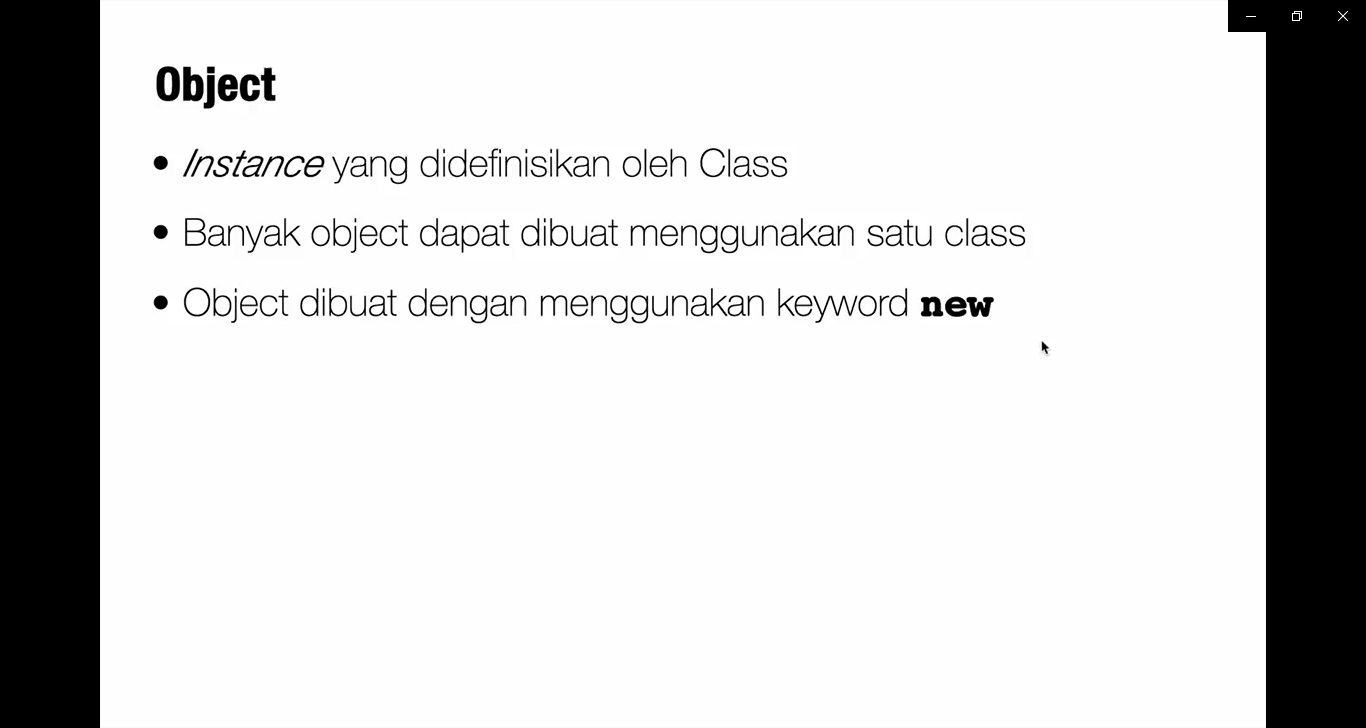 Object
• Instance yang didefinisikan oleh Class
• Banyak object dapat dibuat menggunakan satu class
• Object dibuat dengan menggunakan keyword new